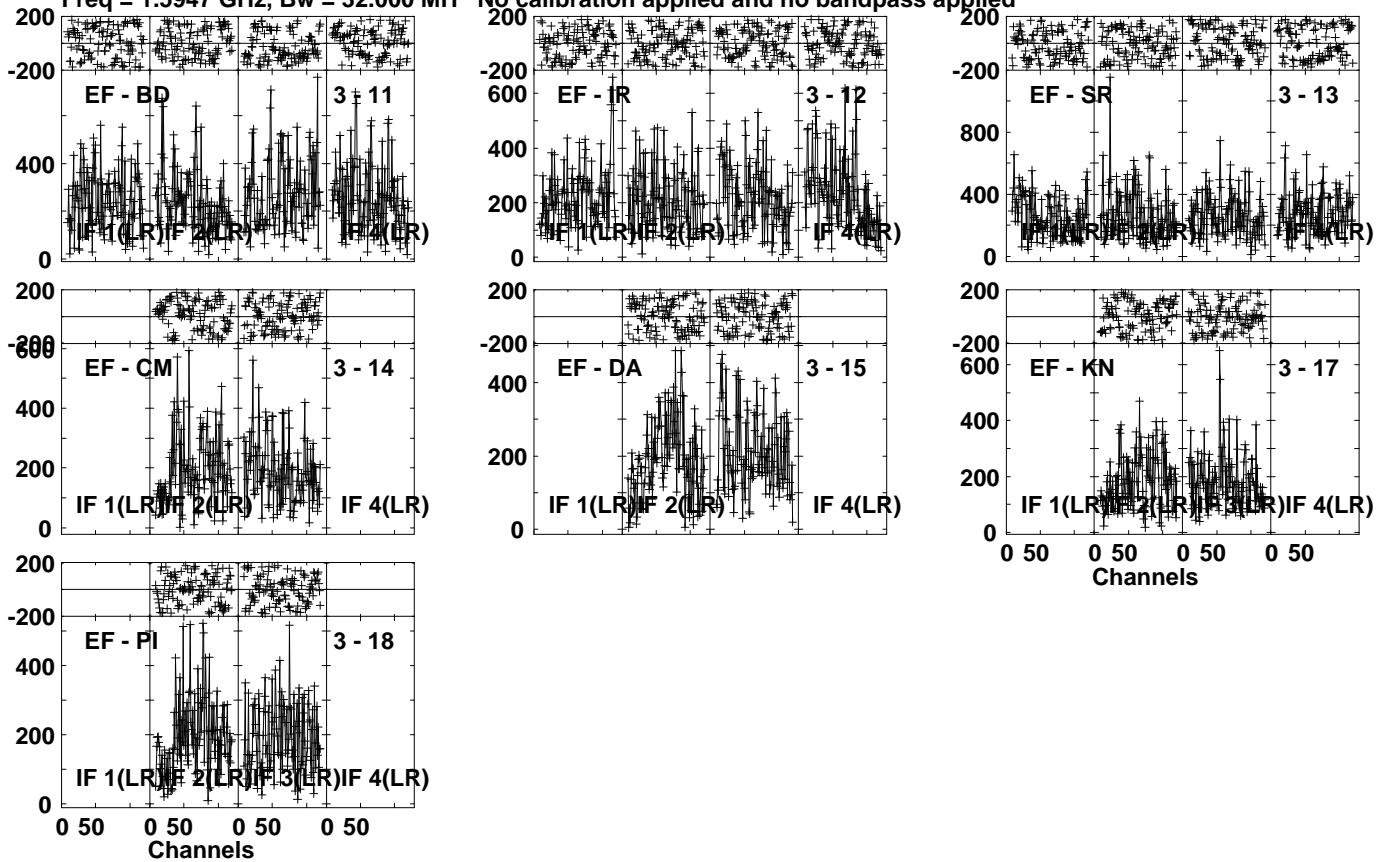 Freq = 1.5947 GHz, Bw = 32.000 MH No calibration applied and no bandpass applied
200
-200
EF - BD
3 - 11
400
IF 1(LR) IF 2(LR) IF 4(LR)
0
200
-200
600
EF - IR
3 - 12
400
200
IF 1(LR) IF 2(LR) IF 4(LR)
0
200
-200
EF - SR
3 - 13
800
400
IF 1(LR) IF 2(LR) IF 4(LR)
0
200
-200
600
EF - CM
3 - 14
400
200
IF 1(LR) IF 2(LR) IF 4(LR)
0
200
-200
EF - DA
3 - 15
400
200
IF 1(LR) IF 2(LR) IF 4(LR)
0
200
-200
600
EF - KN
3 - 17
400
200
IF 1(LR) IF 2(LR) IF 3(LR) IF 4(LR)
0
0 50 0 50 0 50 0 50
Channels
200
-200
EF - PI
3 - 18
400
200
IF 1(LR) IF 2(LR) IF 3(LR) IF 4(LR)
0
0 50 0 50 0 50 0 50
Channels